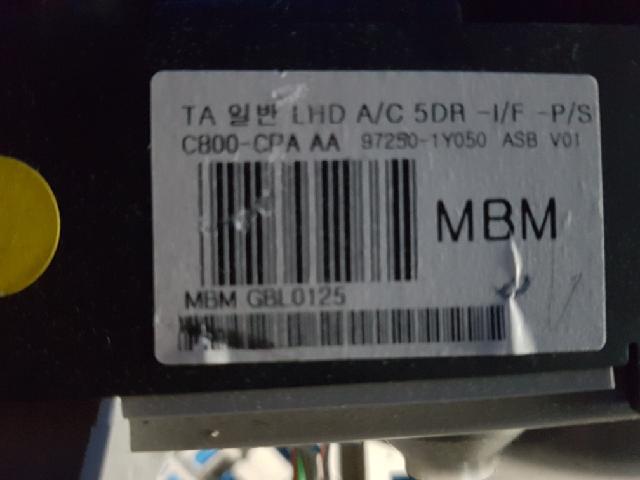 TA 일반 LHD A/C 5DR -I/F -P/S
C800-CPA AA 97250-1Y050 ASB V01
MBM
MBM GBL0125